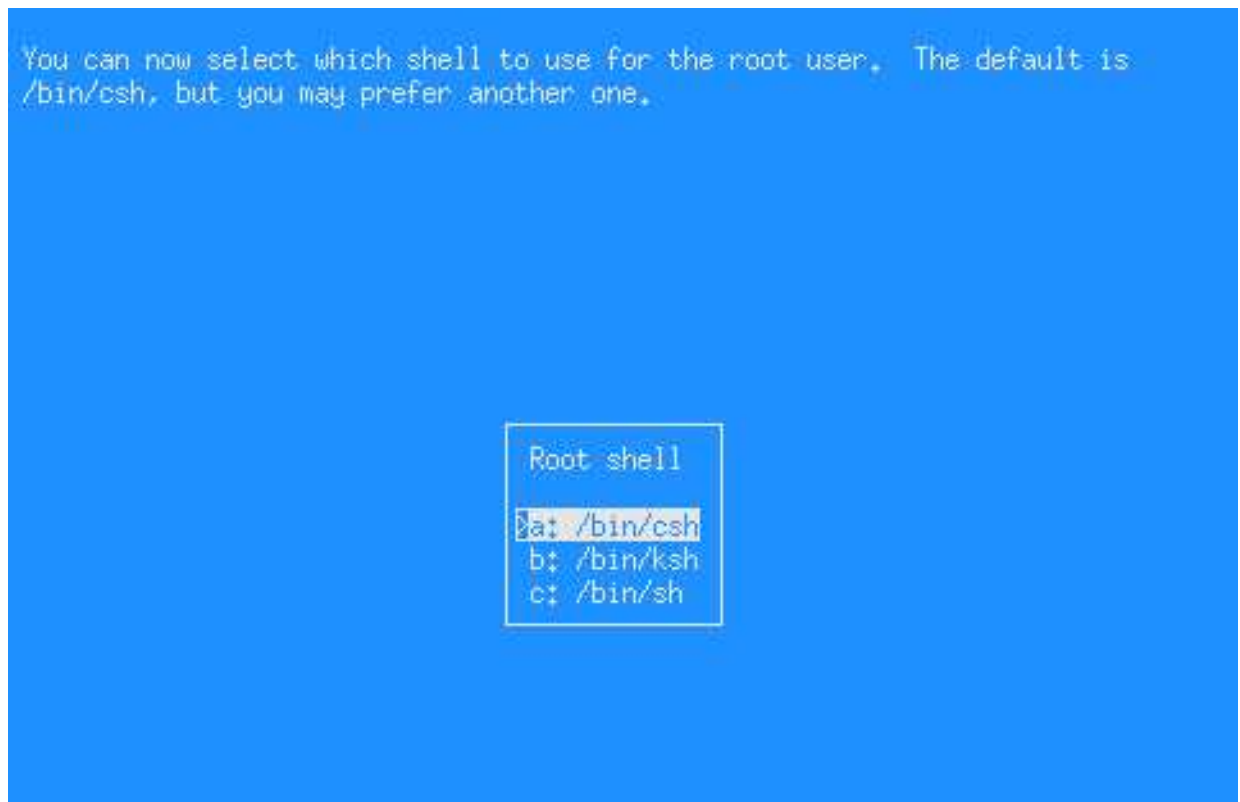 You can now select which shell to use for the root user.  The default is
/bin/csh, but you may prefer another one.
Root shell
>a: /bin/csh
b: /bin/ksh
c: /bin/sh